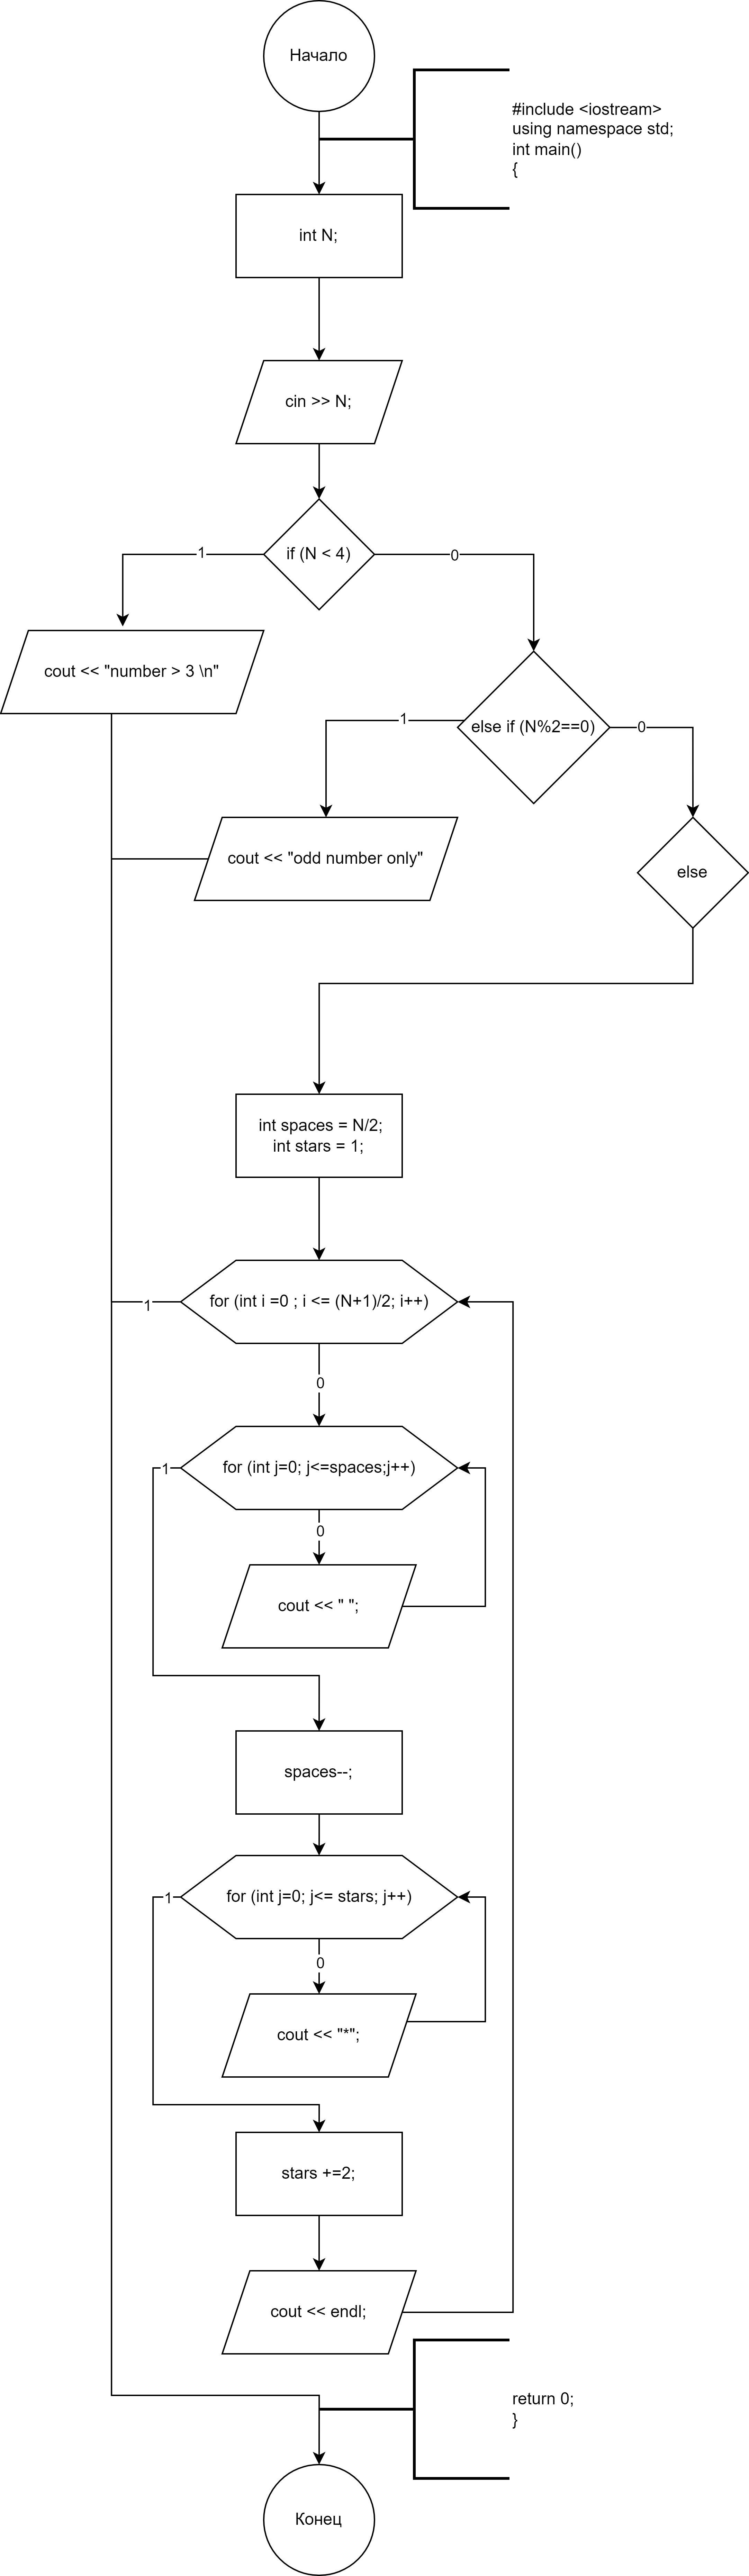 Начало
#include <iostream>
using namespace std;
int main()
{
int N;
cin >> N;
if (N < 4)
1
0
cout << "number > 3 \n"
else if (N%2==0)
1
0
cout << "odd number only"
else
int spaces = N/2;
int stars = 1;
for (int i =0 ; i <= (N+1)/2; i++)
1
0
for (int j=0; j<=spaces;j++)
1
0
cout << " ";
spaces--;
for (int j=0; j<= stars; j++)
1
0
cout << "*";
stars +=2;
cout << endl;
return 0;
}
Конец